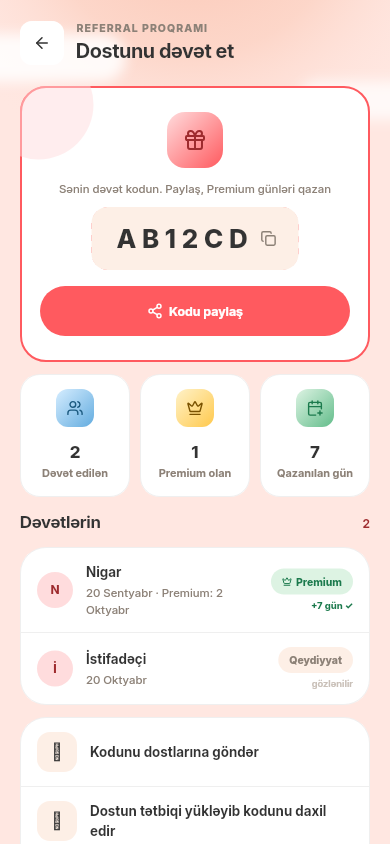 REFERRAL PROQRAMI
Dostunu dəvət et
Sənin dəvət kodun. Paylaş, Premium günləri qazan
AB12CD
Kodu paylaş
2
Dəvət edilən
1
Premium olan
7
Qazanılan gün
Dəvətlərin
2
N
Nigar
20 Sentyabr · Premium: 2
Oktyabr
Premium
+7 gün ✓
İ
İstifadəçi
20 Oktyabr
Qeydiyyat
gözlənilir
Kodunu dostlarına göndər
Dostun tətbiqi yükləyib kodunu daxil
edir